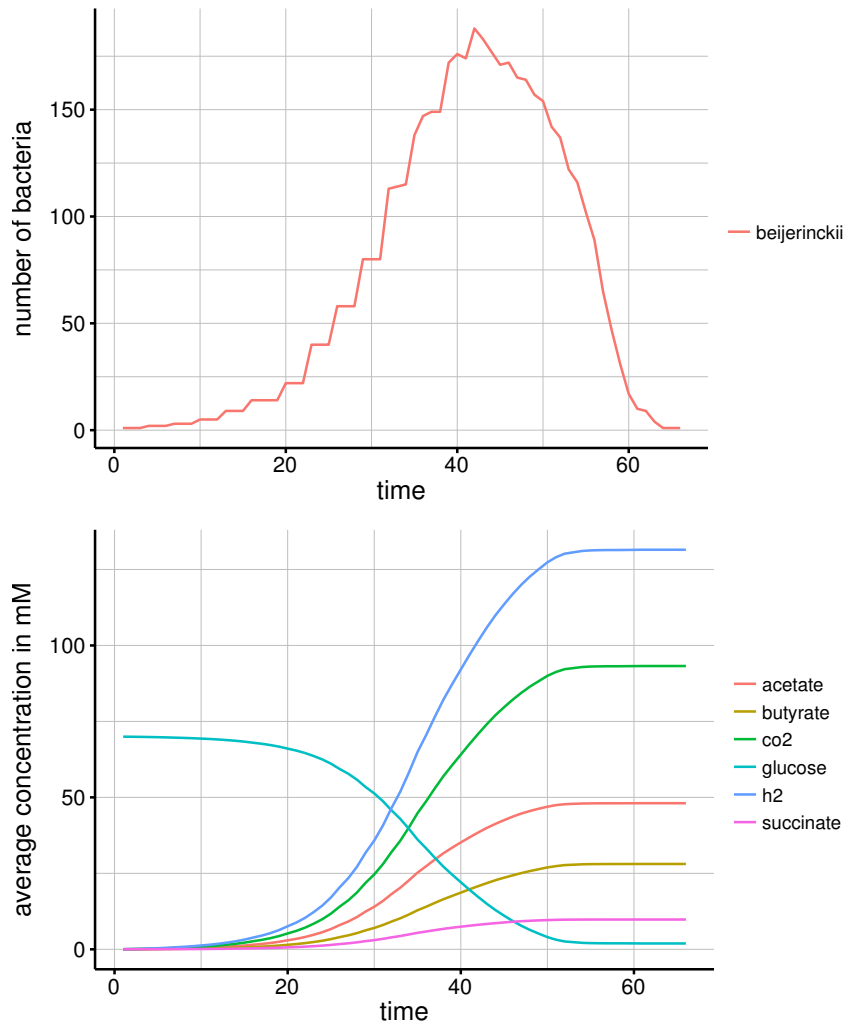 number of bacteria
150
100
50
0
0 20 40 60
time
beijerinckii
average concentration in mM
100
50
0
0 20 40 60
time
acetate
butyrate
co2
glucose
h2
succinate